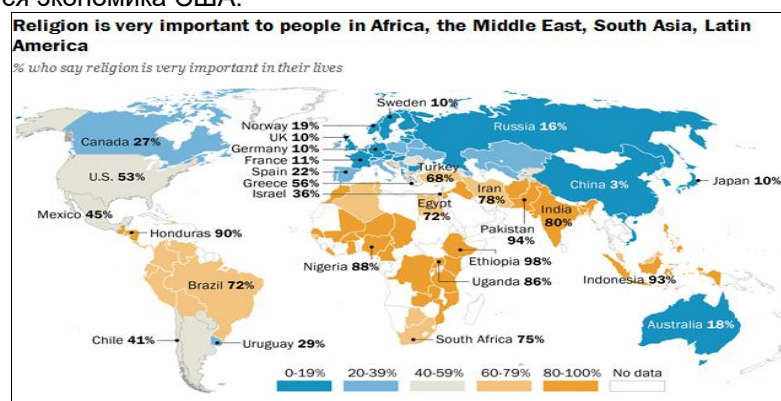 ся экономика США.
Religion is very important to people in Africa, the Middle East, South Asia, Latin
America
% who say religion is very important in their lives
Sweden 10%
Norway 19%
UK 10%
Germany 10%
France 11%
Spain 22%
Greece 56%
Israel 36%
Canada 27%
U.S. 53%
Mexico 45%
Honduras 90%
Brazil 72%
Chile 41%
Uruguay 29%
Russia 16%
Turkey
68%
Iran
78%
China 3%
Japan 10%
Egypt
72%
India
80%
Pakistan
94%
Nigeria 88%
Ethiopia 98%
Uganda 86%
Indonesia 93%
South Africa 75%
Australia 18%
0-19% 20-39% 40-59% 60-79% 80-100% No data